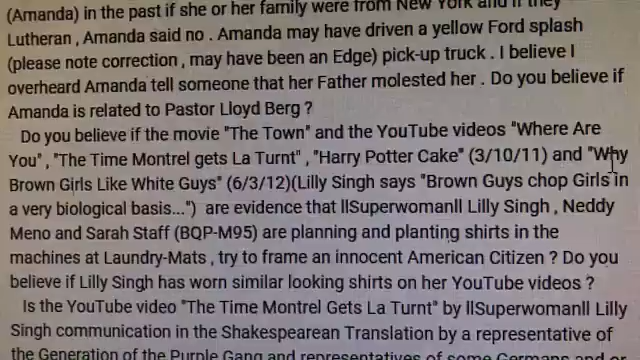 (Amanda) in the past if she or her family were from New York and if they
Lutheran , Amanda said no . Amanda may have driven a yellow Ford splash
(please note correction , may have been an Edge) pick-up truck . I believe I
overheard Amanda tell someone that her Father molested her . Do you believe if
Amanda is related to Pastor Lloyd Berg ?
Do you believe if the movie "The Town" and the YouTube videos "Where Are
You" , "The Time Montrel gets La Turnt" , "Harry Potter Cake" (3/10/11) and "Why
Brown Girls Like White Guys" (6/3/12)(Lilly Singh says "Brown Guys chop Girls in
a very biological basis...") are evidence that llSuperwomanll Lilly Singh , Neddy
Meno and Sarah Staff (BQP-M95) are planning and planting shirts in the
machines at Laundry-Mats , try to frame an innocent American Citizen ? Do you
believe if Lilly Singh has worn similar looking shirts on her YouTube videos ?
Is the YouTube video "The Time Montrel Gets La Turnt" by llSuperwomanll Lilly
Singh communication in the Shakespearean Translation by a representative of
the Generation of the Purple Gang and representatives of some Germans and or